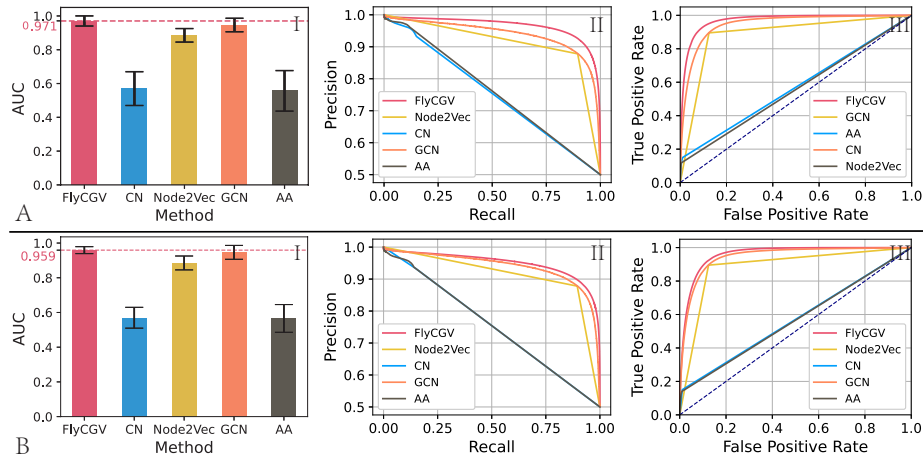 I
0.971
1.0
0.8
0.6
0.4
0.2
0.0
AUC
FlyCGV CN Node2Vec GCN AA
Method
A
II
1.0
0.9
0.8
0.7
0.6
0.5
Precision
FlyCGV
Node2Vec
CN
GCN
AA
0.00 0.25 0.50 0.75 1.00
Recall
III
1.0
0.8
0.6
0.4
0.2
0.0
True Positive Rate
FlyCGV
GCN
AA
CN
Node2Vec
0.0 0.2 0.4 0.6 0.8 1.0
False Positive Rate
I
0.959
1.0
0.8
0.6
0.4
0.2
0.0
AUC
FlyCGV CN Node2Vec GCN AA
Method
B
II
1.0
0.9
0.8
0.7
0.6
0.5
Precision
FlyCGV
Node2Vec
CN
GCN
AA
0.00 0.25 0.50 0.75 1.00
Recall
III
1.0
0.8
0.6
0.4
0.2
0.0
True Positive Rate
FlyCGV
Node2Vec
CN
GCN
AA
0.0 0.2 0.4 0.6 0.8 1.0
False Positive Rate